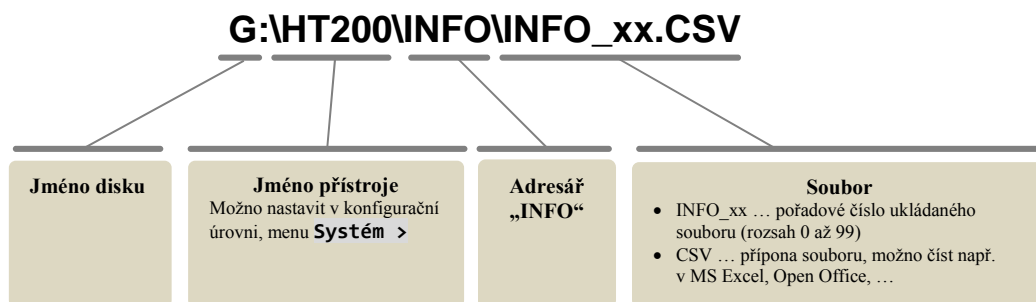 G:\HT200\INFO\INFO_xx.CSV
Jméno disku
Jméno přístroje
Možno nastavit v konfigurační
úrovni, menu Systém >
Adresář
„INFO“
Soubor
• INFO_xx … pořadové číslo ukládaného
souboru (rozsah 0 až 99)
• CSV … přípona souboru, možno číst např.
v MS Excel, Open Office, …